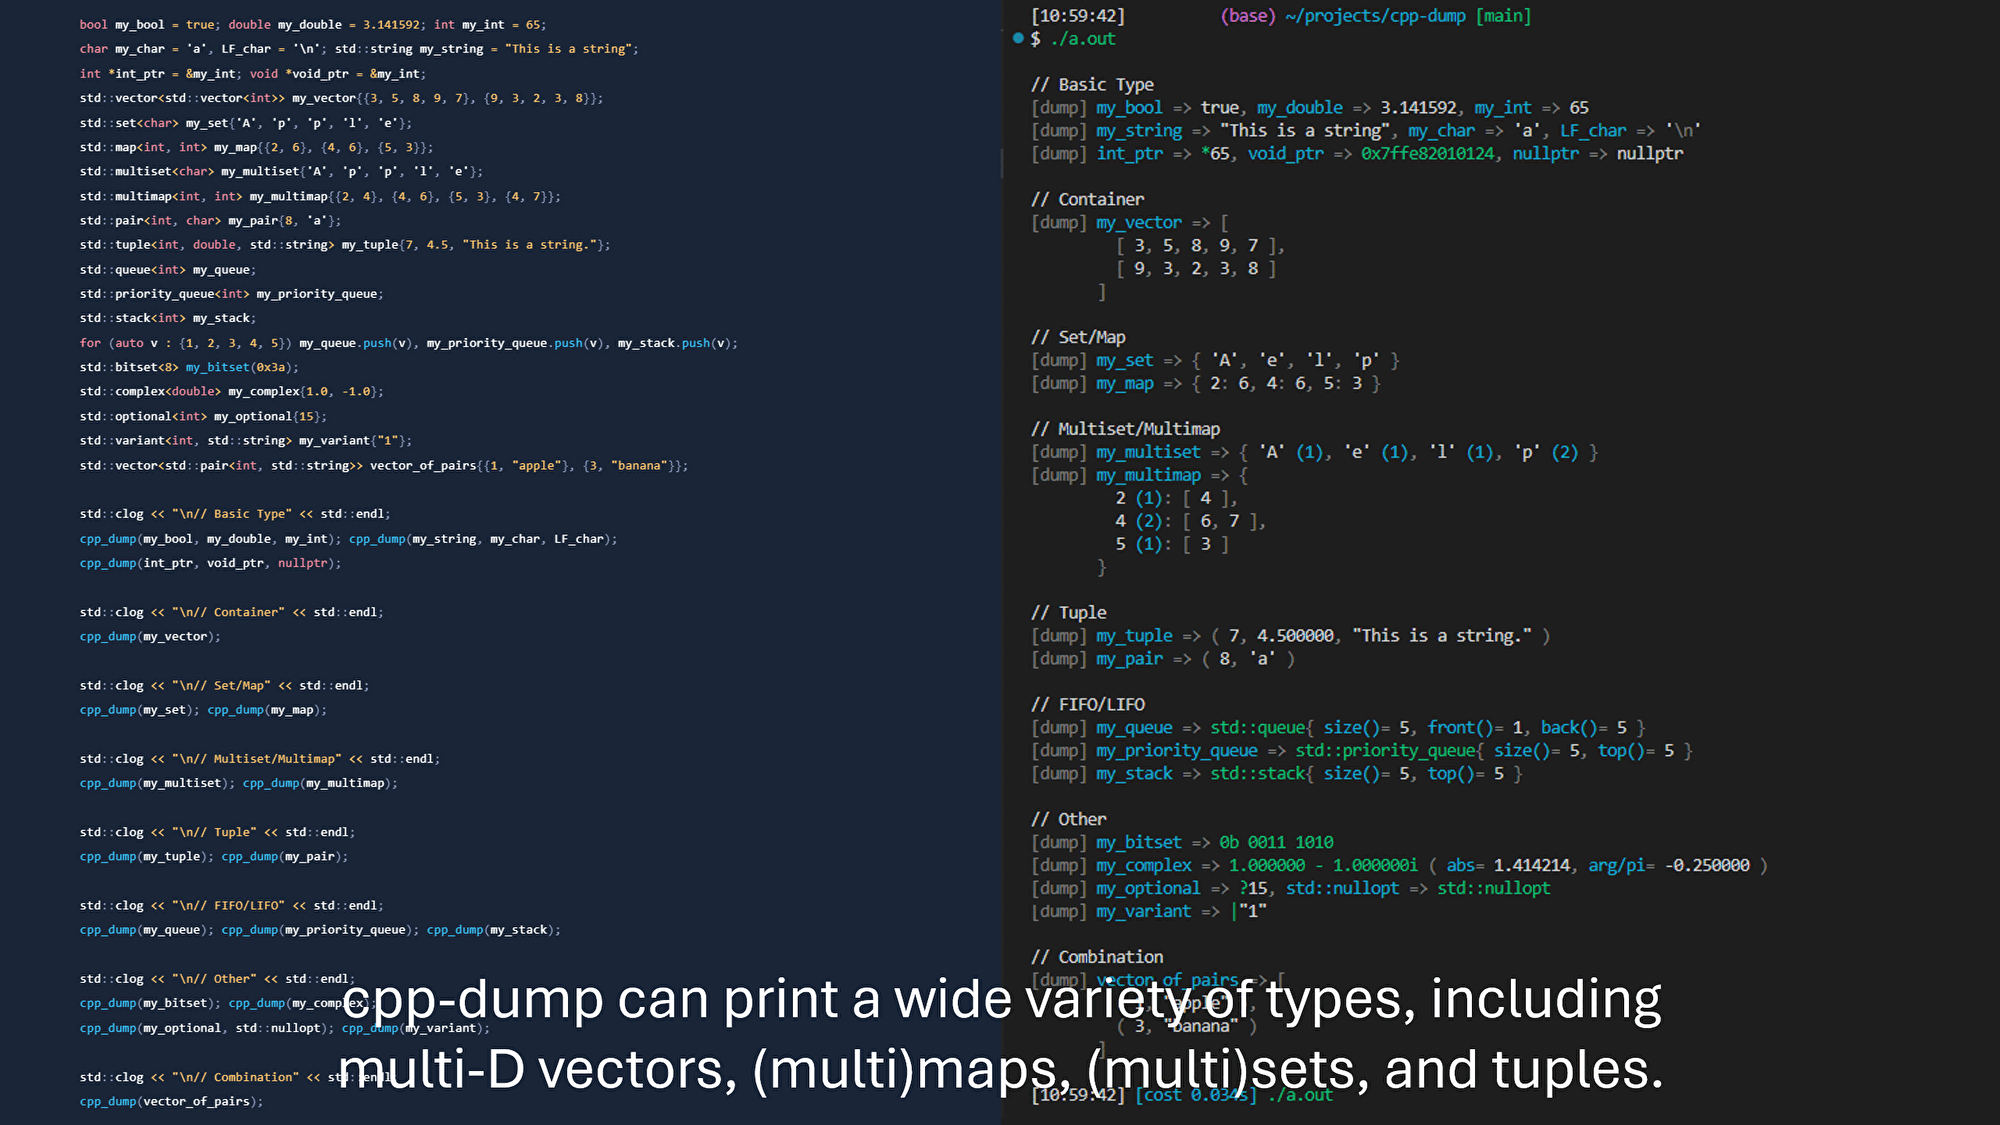 bool my_bool = true; double my_double = 3.141592; int my_int = 65;
char my_char = 'a', LF_char = '\n'; std::string my_string = "This is a string";
int *int_ptr = &my_int; void *void_ptr = &my_int;
std::vector<std::vector<int>> my_vector{{3, 5, 8, 9, 7}, {9, 3, 2, 3, 8}};
std::set<char> my_set{'A', 'p', 'p', 'l', 'e'};
std::map<int, int> my_map{{2, 6}, {4, 6}, {5, 3}};
std::multiset<char> my_multiset{'A', 'p', 'p', 'l', 'e'};
std::multimap<int, int> my_multimap{{2, 4}, {4, 6}, {5, 3}, {4, 7}};
std::pair<int, char> my_pair{8, 'a'};
std::tuple<int, double, std::string> my_tuple{7, 4.5, "This is a string."};
std::queue<int> my_queue;
std::priority_queue<int> my_priority_queue;
std::stack<int> my_stack;
for (auto v : {1, 2, 3, 4, 5}) my_queue.push(v), my_priority_queue.push(v), my_stack.push(v);
std::bitset<8> my_bitset(0x3a);
std::complex<double> my_complex{1.0, -1.0};
std::optional<int> my_optional{15};
std::variant<int, std::string> my_variant{"1"};
std::vector<std::pair<int, std::string>> vector_of_pairs{{1, "apple"}, {3, "banana"}};
std::clog << "\n// Basic Type" << std::endl;
cpp_dump(my_bool, my_double, my_int); cpp_dump(my_string, my_char, LF_char);
cpp_dump(int_ptr, void_ptr, nullptr);
std::clog << "\n// Container" << std::endl;
cpp_dump(my_vector);
std::clog << "\n// Set/Map" << std::endl;
cpp_dump(my_set); cpp_dump(my_map);
std::clog << "\n// Multiset/Multimap" << std::endl;
cpp_dump(my_multiset); cpp_dump(my_multimap);
std::clog << "\n// Tuple" << std::endl;
cpp_dump(my_tuple); cpp_dump(my_pair);
std::clog << "\n// FIFO/LIFO" << std::endl;
cpp_dump(my_queue); cpp_dump(my_priority_queue); cpp_dump(my_stack);
std::clog << "\n// Other" << std::endl;
cpp_dump(my_bitset); cpp_dump(my_complex);
cpp_dump(my_optional, std::nullopt); cpp_dump(my_variant);
std::clog << "\n// Combination" << std::endl;
cpp_dump(vector_of_pairs);
[10:59:42] (base) ~/projects/cpp-dump [main]
$ ./a.out
// Basic Type
[dump] my_bool => true, my_double => 3.141592, my_int => 65
[dump] my_string => "This is a string", my_char => 'a', LF_char => '\n'
[dump] int_ptr => *65, void_ptr => 0x7ffe82010124, nullptr => nullptr
// Container
[dump] my_vector => [
[ 3, 5, 8, 9, 7 ],
[ 9, 3, 2, 3, 8 ]
]
// Set/Map
[dump] my_set => { 'A', 'e', 'l', 'p' }
[dump] my_map => { 2: 6, 4: 6, 5: 3 }
// Multiset/Multimap
[dump] my_multiset => { 'A' (1), 'e' (1), 'l' (1), 'p' (2) }
[dump] my_multimap => {
2 (1): [ 4 ],
4 (2): [ 6, 7 ],
5 (1): [ 3 ]
}
// Tuple
[dump] my_tuple => ( 7, 4.500000, "This is a string." )
[dump] my_pair => ( 8, 'a' )
// FIFO/LIFO
[dump] my_queue => std::queue{ size()= 5, front()= 1, back()= 5 }
[dump] my_priority_queue => std::priority_queue{ size()= 5, top()= 5 }
[dump] my_stack => std::stack{ size()= 5, top()= 5 }
// Other
[dump] my_bitset => 0b 0011 1010
[dump] my_complex => 1.000000 - 1.000000i ( abs= 1.414214, arg/pi= -0.250000 )
[dump] my_optional => ?15, std::nullopt => std::nullopt
[dump] my_variant => |"1"
// Combination
[dump] vector_of_pairs => [
"apple"
( 3, "banana" )
]
[10:59:42] [cost 0.034s] ./a.out
cpp-dump can print a wide variety of types, including
multi-D vectors, (multi)maps, (multi)sets, and tuples.